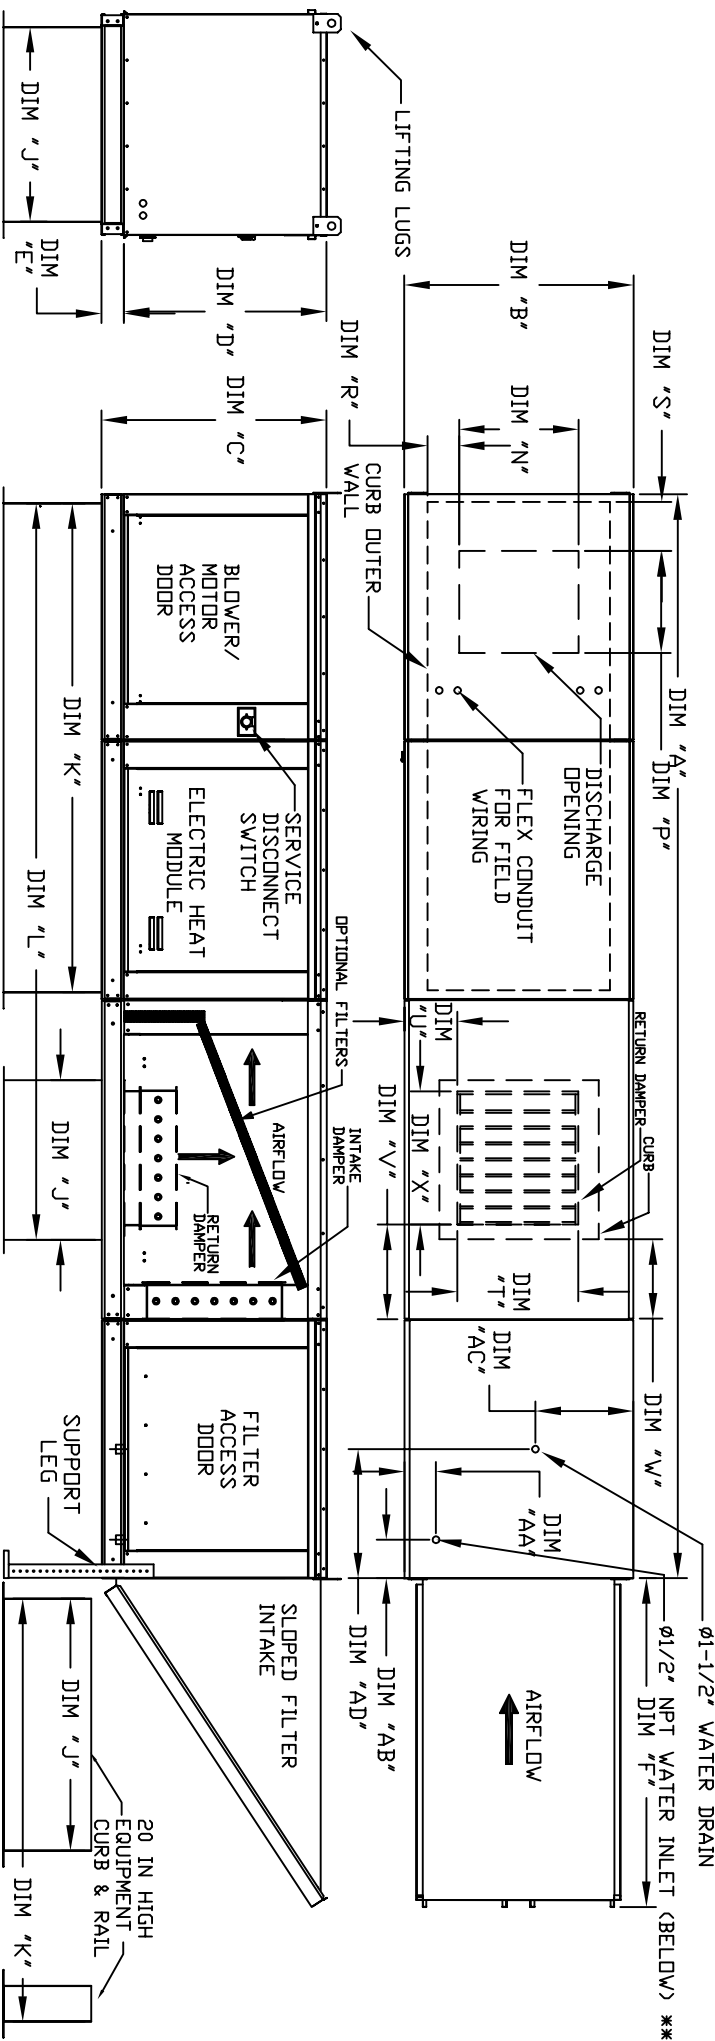 LIFTING LUGS
DIM "J"
DIM
"E"
DIM "D"
DIM "S"
DIM "B"
DIM "N"
DIM "R"
DIM "A"
DIM "P"
CURB OUTER
WALL
DISCHARGE
OPENING
FLEX CONDUIT
FOR FIELD
WIRING
RETURN DAMPER
CURB
DIM
"U"
DIM "X"
DIM "V"
DIM
"T"
DIM "W"
DIM
"AC"
DIM
"AA"
DIM "AB"
DIM "AD"
ø1-1/2" WATER DRAIN
ø1/2" NPT WATER INLET (BELOW) **
DIM "F"
AIRFLOW
DIM "C"
BLOWER/
MOTOR
ACCESS
DOOR
SERVICE
DISCONNECT
SWITCH
ELECTRIC HEAT
MODULE
OPTIONAL FILTERS
AIRFLOW
INTAKE
DAMPER
RETURN
DAMPER
FILTER
ACCESS
DOOR
SUPPORT
LEG
SLOPED FILTER
INTAKE
DIM "K"
DIM "L"
DIM "J"
DIM "J"
DIM "K"
20 IN HIGH
EQUIPMENT
CURB & RAIL